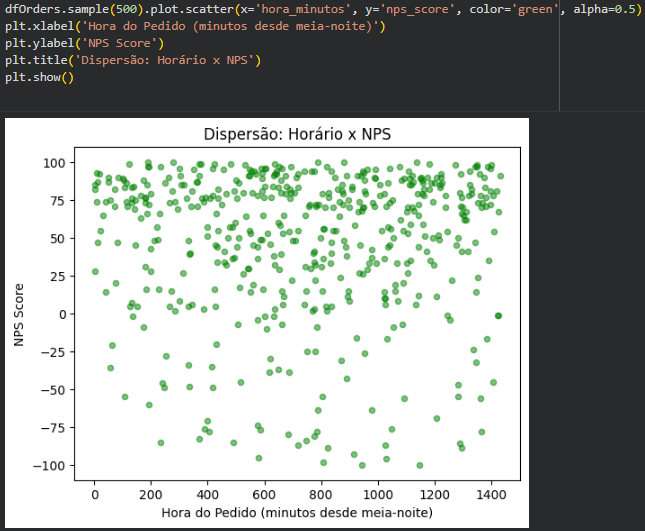 dfOrders.sample(500).plot.scatter(x='hora_minutos', y='nps_score', color='green', alpha=0.5)
plt.xlabel('Hora do Pedido (minutos desde meia-noite)')
plt.ylabel('NPS Score')
plt.title('Dispersão: Horário x NPS')
plt.show()
Dispersão: Horário x NPS
100
75
50
25
0
−25
−50
−75
−100
NPS Score
0 200 400 600 800 1000 1200 1400
Hora do Pedido (minutos desde meia-noite)